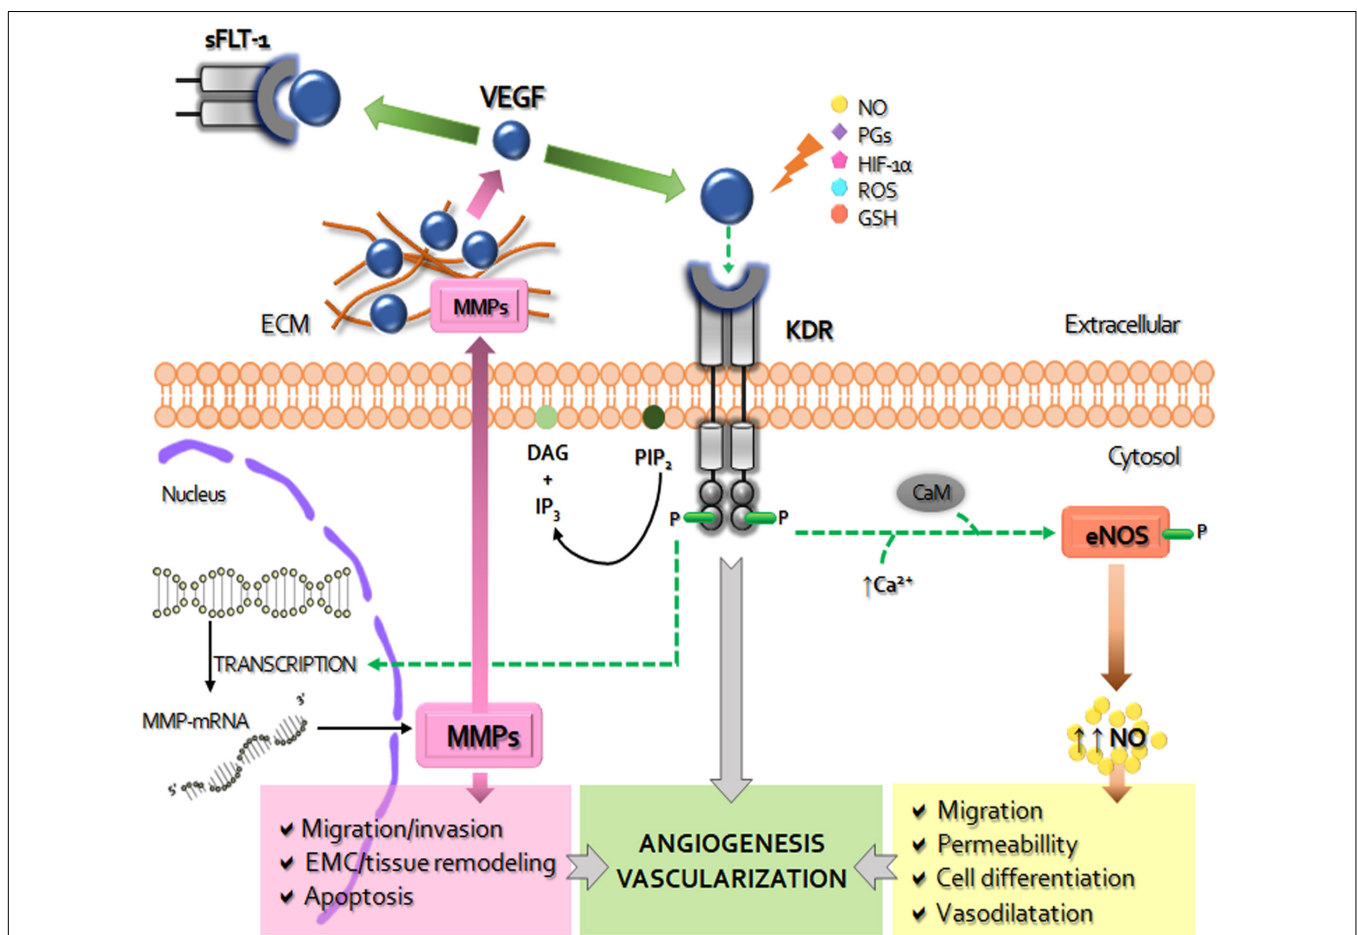 sFLT-1
VEGF
NO
PGs
HIF-1α
ROS
GSH
MMPs
ECM
KDR
Extracellular
Cytosol
Nucleus
DAG
+
IP3
PIP2
P
P
CaM
eNOS
P
↑Ca²⁺
TRANSCRIPTION
MMP-mRNA
3'
5'
MMPs
↑↑NO
✔ Migration/invasion
✔ EMC/tissue remodeling
✔ Apoptosis
ANGIOGENESIS
VASCULARIZATION
✔ Migration
✔ Permeabillity
✔ Cell differentiation
✔ Vasodilatation